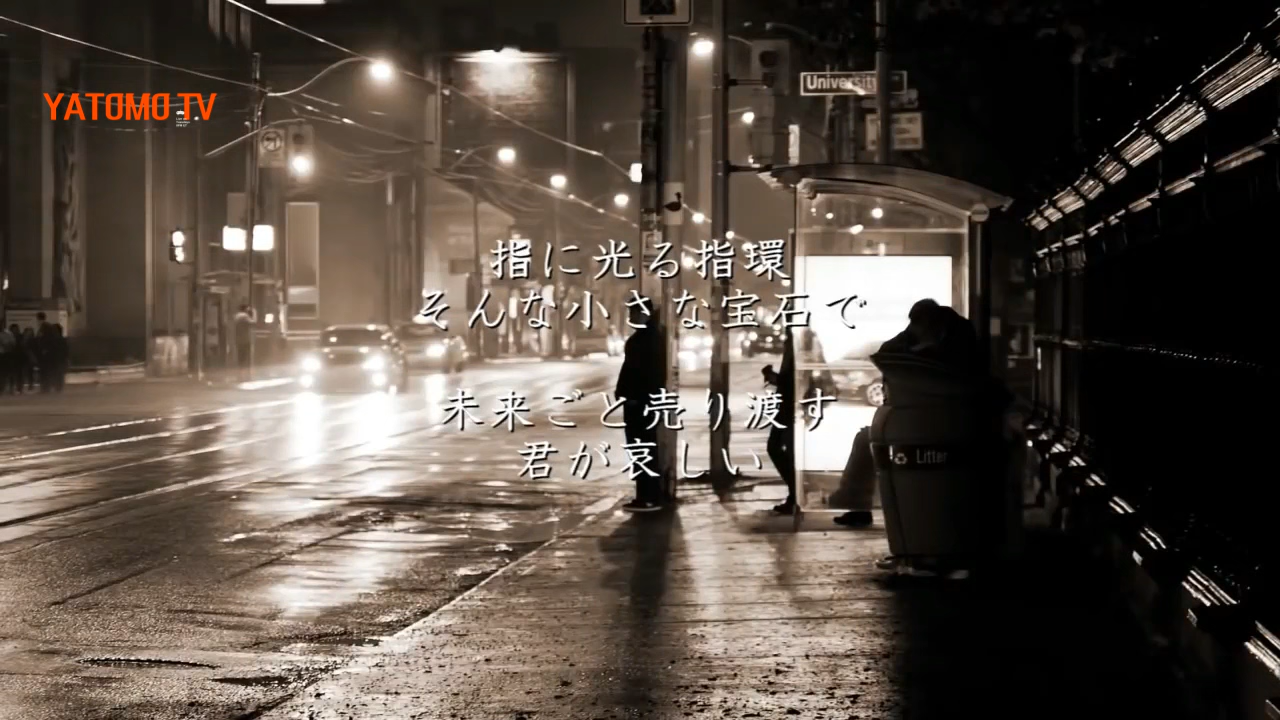 YATOMO TV
University
指に光る指環
そんな小さな宝石で
未来ごと売り渡す
君が哀しい
Litter